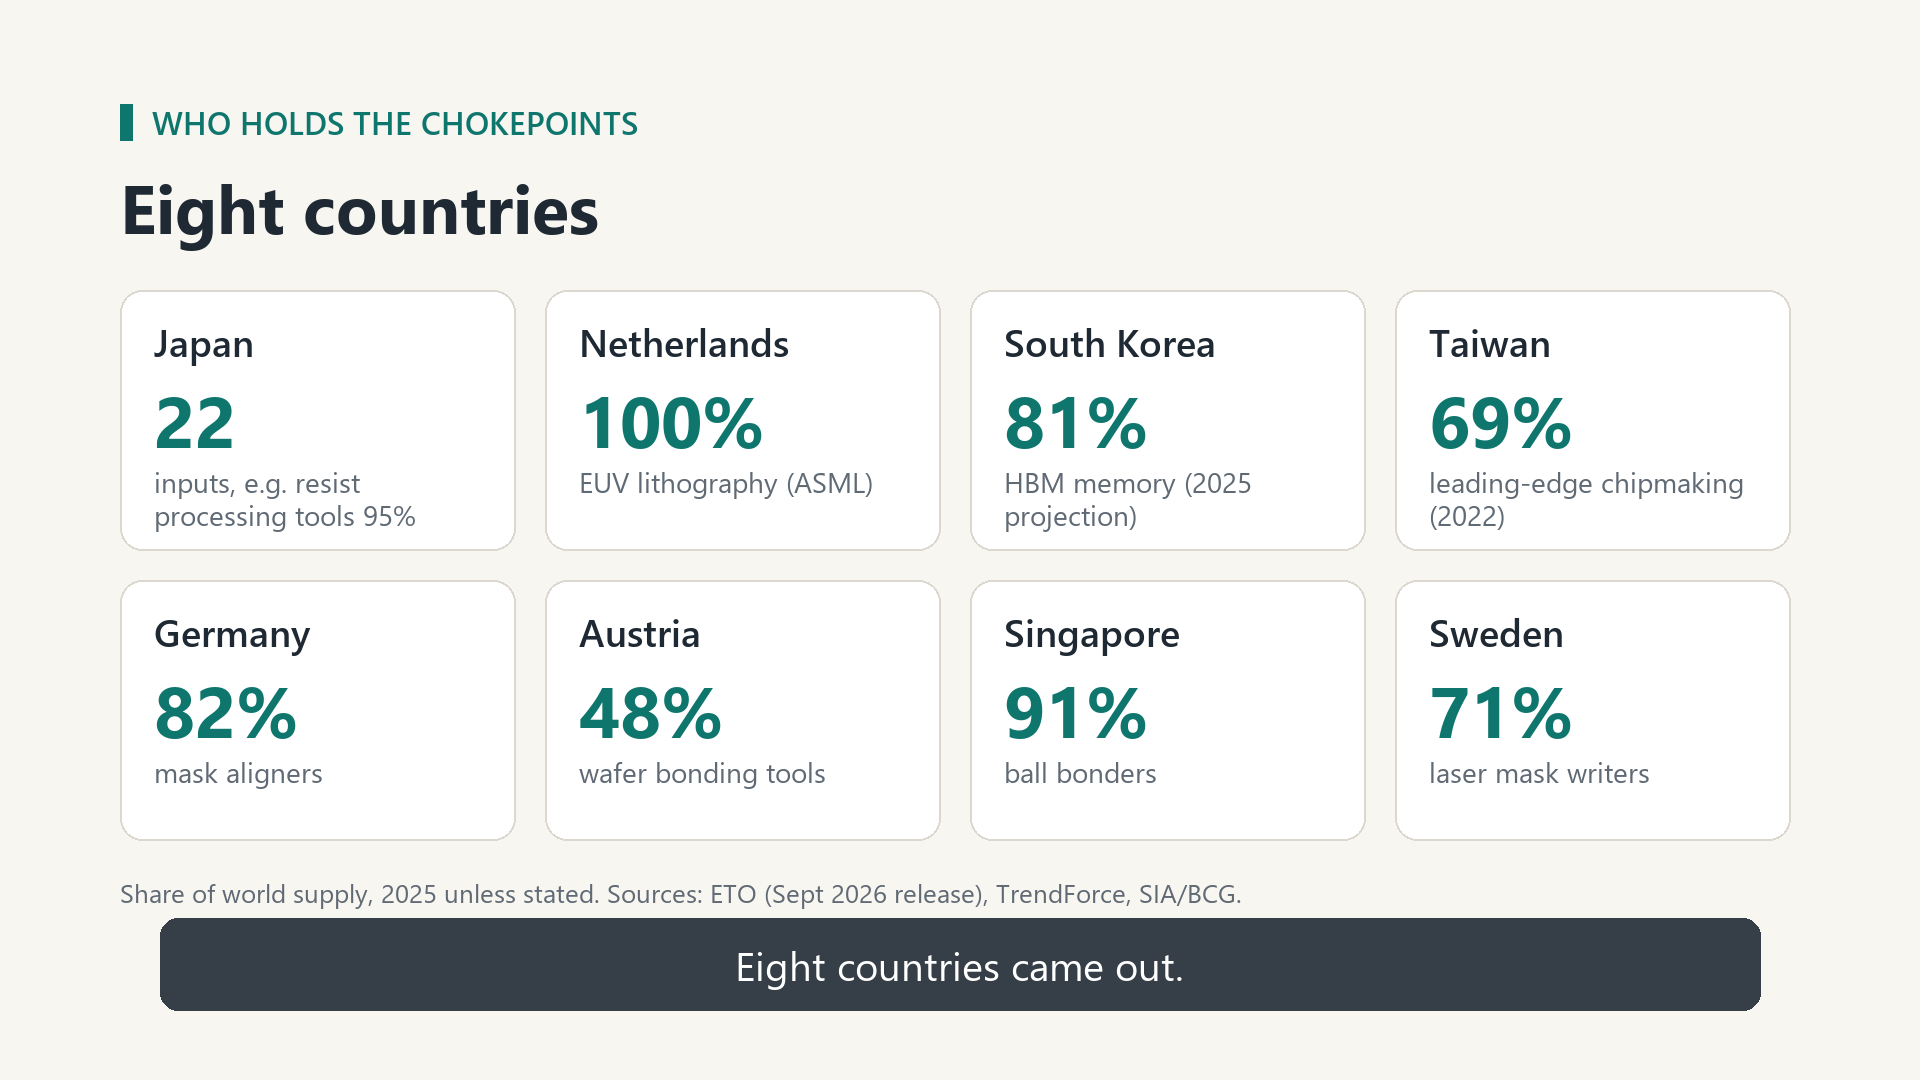 WHO HOLDS THE CHOKEPOINTS
Eight countries
Japan
22
inputs, e.g. resist
processing tools 95%
Netherlands
100%
EUV lithography (ASML)
South Korea
81%
HBM memory (2025
projection)
Taiwan
69%
leading-edge chipmaking
(2022)
Germany
82%
mask aligners
Austria
48%
wafer bonding tools
Singapore
91%
ball bonders
Sweden
71%
laser mask writers
Share of world supply, 2025 unless stated. Sources: ETO (Sept 2026 release), TrendForce, SIA/BCG.
Eight countries came out.